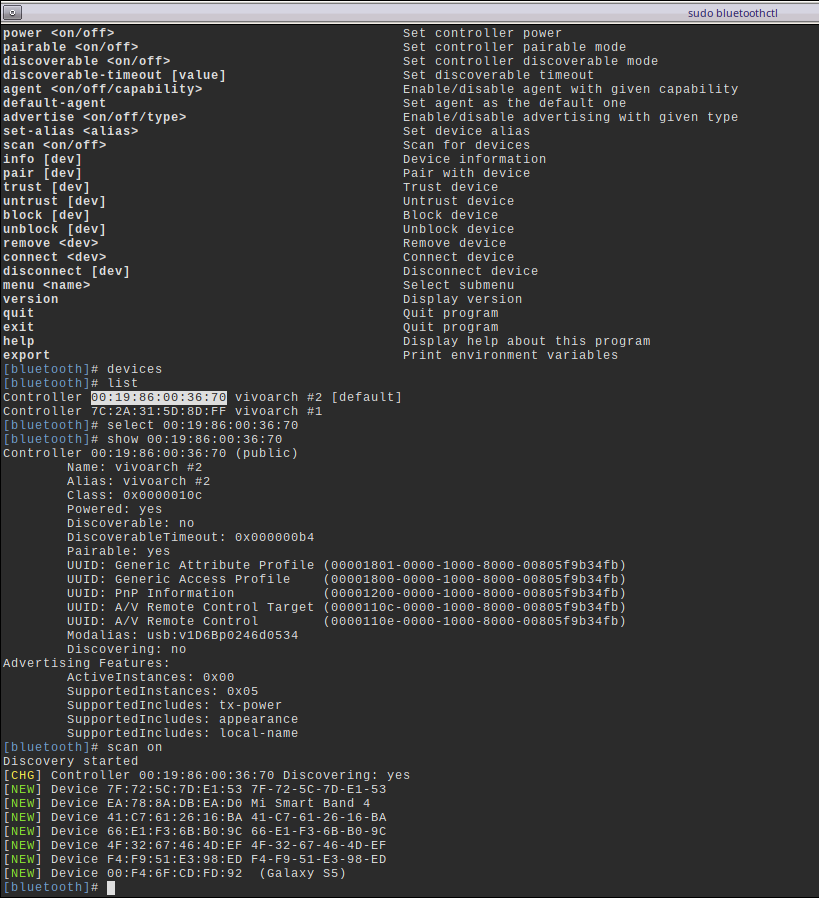 sudo bluetoothctl
power <on/off> Set controller power
pairable <on/off> Set controller pairable mode
discoverable <on/off> Set controller discoverable mode
discoverable-timeout [value] Set discoverable timeout
agent <on/off/capability> Enable/disable agent with given capability
default-agent Set agent as the default one
advertise <on/off/type> Enable/disable advertising with given type
set-alias <alias> Set device alias
scan <on/off> Scan for devices
info [dev] Device information
pair [dev] Pair with device
trust [dev] Trust device
untrust [dev] Untrust device
block [dev] Block device
unblock [dev] Unblock device
remove <dev> Remove device
connect <dev> Connect device
disconnect [dev] Disconnect device
menu <name> Select submenu
version Display version
quit Quit program
exit Quit program
help Display help about this program
export Print environment variables
[bluetooth]# devices
[bluetooth]# list
Controller 00:19:86:00:36:70 vivoarch #2 [default]
Controller 7C:2A:31:5D:8D:FF vivoarch #1
[bluetooth]# select 00:19:86:00:36:70
[bluetooth]# show 00:19:86:00:36:70
Controller 00:19:86:00:36:70 (public)
Name: vivoarch #2
Alias: vivoarch #2
Class: 0x0000010c
Powered: yes
Discoverable: no
DiscoverableTimeout: 0x000000b4
Pairable: yes
UUID: Generic Attribute Profile (00001801-0000-1000-8000-00805f9b34fb)
UUID: Generic Access Profile (00001800-0000-1000-8000-00805f9b34fb)
UUID: PnP Information (00001200-0000-1000-8000-00805f9b34fb)
UUID: A/V Remote Control Target (0000110c-0000-1000-8000-00805f9b34fb)
UUID: A/V Remote Control (0000110e-0000-1000-8000-00805f9b34fb)
Modalias: usb:v1D6Bp0246d0534
Discovering: no
Advertising Features:
ActiveInstances: 0x00
SupportedInstances: 0x05
SupportedIncludes: tx-power
SupportedIncludes: appearance
SupportedIncludes: local-name
[bluetooth]# scan on
Discovery started
[CHG] Controller 00:19:86:00:36:70 Discovering: yes
[NEW] Device 7F:72:5C:7D:E1:53 7F-72-5C-7D-E1-53
[NEW] Device EA:78:8A:DB:EA:D0 Mi Smart Band 4
[NEW] Device 41:C7:61:26:16:BA 41-C7-61-26-16-BA
[NEW] Device 66:E1:F3:6B:B0:9C 66-E1-F3-6B-B0-9C
[NEW] Device 4F:32:67:46:4D:EF 4F-32-67-46-4D-EF
[NEW] Device F4:F9:51:E3:98:ED F4-F9-51-E3-98-ED
[NEW] Device 00:F4:6F:CD:FD:92 (Galaxy S5)
[bluetooth]#